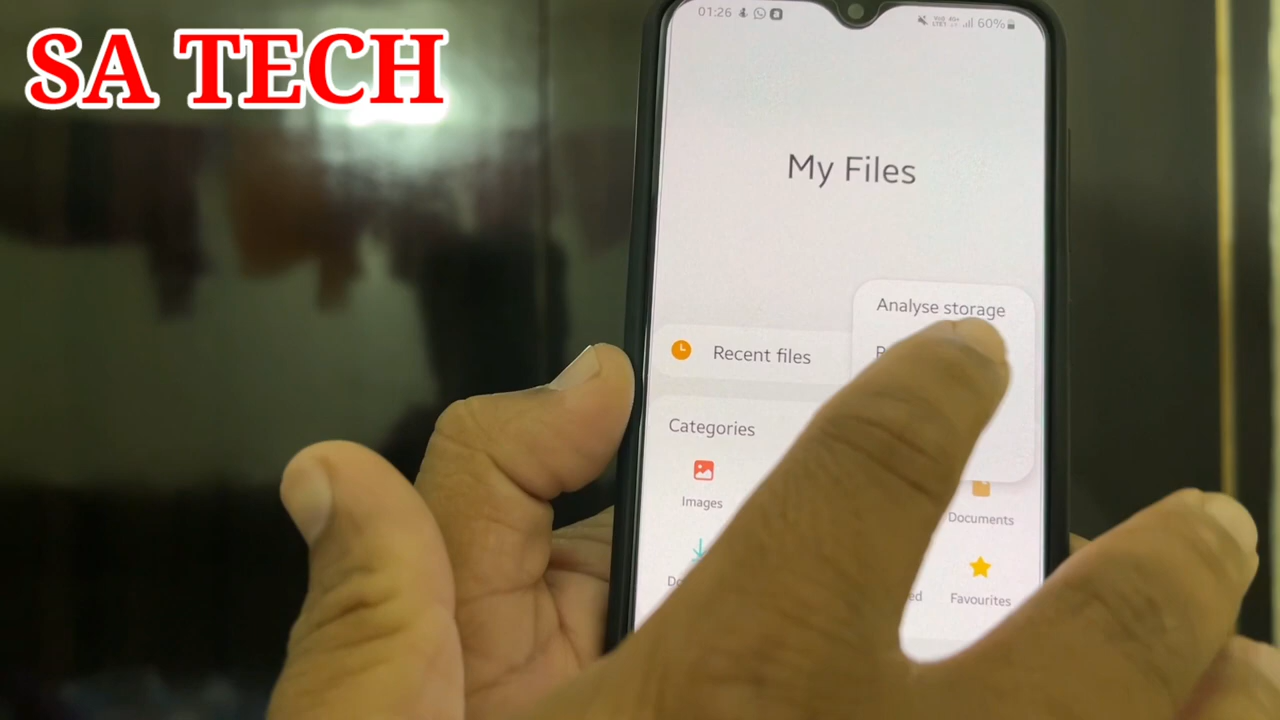 SA TECH
01:26
60%
My Files
Analyse storage
Recent files
Categories
Images
Documents
Favourites